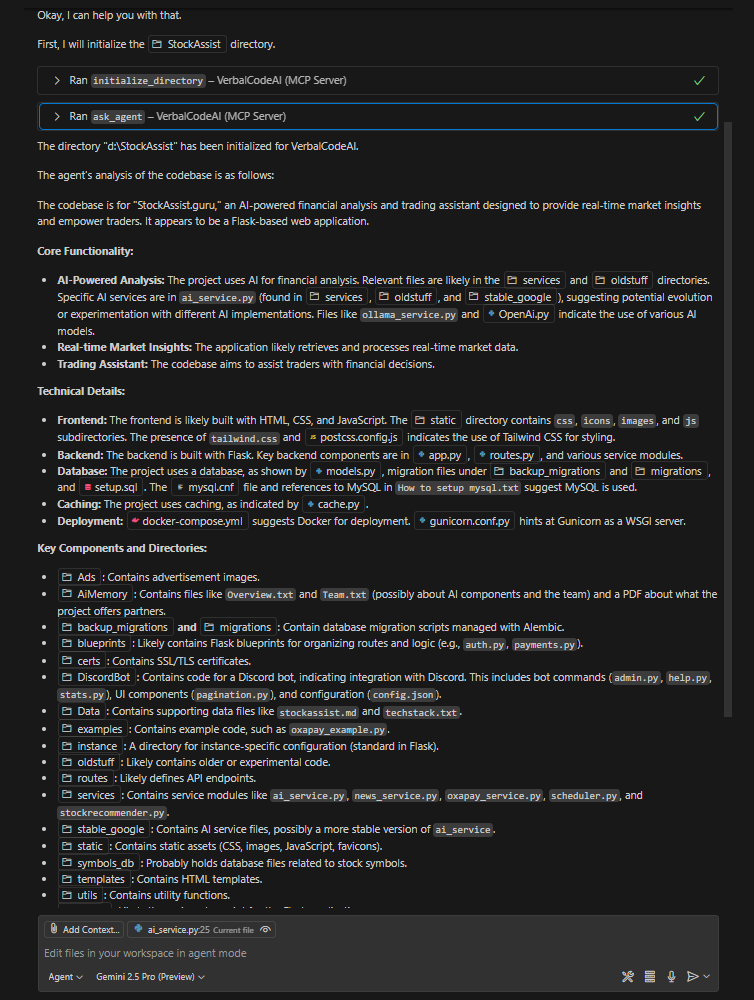 Okay, I can help you with that.
First, I will initialize the StockAssist directory.
Ran initialize_directory – VerbalCodeAI (MCP Server)
Ran ask_agent – VerbalCodeAI (MCP Server)
The directory "d:\StockAssist" has been initialized for VerbalCodeAI.
The agent's analysis of the codebase is as follows:
The codebase is for "StockAssist.guru," an AI-powered financial analysis and trading assistant designed to provide real-time market insights
and empower traders. It appears to be a Flask-based web application.
Core Functionality:
• AI-Powered Analysis: The project uses AI for financial analysis. Relevant files are likely in the services and oldstuff directories.
Specific AI services are in ai_service.py (found in services , oldstuff , and stable_google ), suggesting potential evolution
or experimentation with different AI implementations. Files like ollama_service.py and OpenAi.py indicate the use of various AI
models.
• Real-time Market Insights: The application likely retrieves and processes real-time market data.
• Trading Assistant: The codebase aims to assist traders with financial decisions.
Technical Details:
• Frontend: The frontend is likely built with HTML, CSS, and JavaScript. The static directory contains css, icons, images, and js
subdirectories. The presence of tailwind.css and JS postcss.config.js indicates the use of Tailwind CSS for styling.
• Backend: The backend is built with Flask. Key backend components are in app.py , routes.py , and various service modules.
• Database: The project uses a database, as shown by models.py , migration files under backup_migrations and migrations ,
and setup.sql . The mysql.cnf file and references to MySQL in How to setup mysql.txt suggest MySQL is used.
• Caching: The project uses caching, as indicated by cache.py .
• Deployment: docker-compose.yml suggests Docker for deployment. gunicorn.conf.py hints at Gunicorn as a WSGI server.
Key Components and Directories:
• Ads : Contains advertisement images.
• AiMemory : Contains files like Overview.txt and Team.txt (possibly about AI components and the team) and a PDF about what the
project offers partners.
• backup_migrations and migrations : Contain database migration scripts managed with Alembic.
• blueprints : Likely contains Flask blueprints for organizing routes and logic (e.g., auth.py, payments.py).
• certs : Contains SSL/TLS certificates.
• DiscordBot : Contains code for a Discord bot, indicating integration with Discord. This includes bot commands (admin.py, help.py,
stats.py), UI components (pagination.py), and configuration (config.json).
• Data : Contains supporting data files like stockassist.md and techstack.txt.
• examples : Contains example code, such as oxapay_example.py.
• instance : A directory for instance-specific configuration (standard in Flask).
• oldstuff : Likely contains older or experimental code.
• routes : Likely defines API endpoints.
• services : Contains service modules like ai_service.py, news_service.py, oxapay_service.py, scheduler.py, and
stockrecommender.py.
• stable_google : Contains AI service files, possibly a more stable version of ai_service.
• static : Contains static assets (CSS, images, JavaScript, favicons).
• symbols_db : Probably holds database files related to stock symbols.
• templates : Contains HTML templates.
• utils : Contains utility functions.
Add Context... ai_service.py:25 Current file
Edit files in your workspace in agent mode
Agent Gemini 2.5 Pro (Preview)